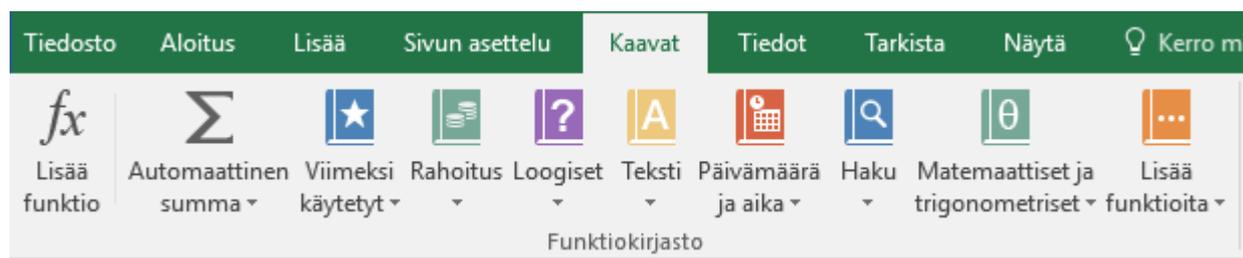 Tiedosto Aloitus Lisää Sivun asettelu Kaavat Tiedot Tarkista Näytä Kerro m
fx Σ ? A θ
Lisää Automaattinen Viimeksi Rahoitus Loogiset Teksti Päivämäärä Haku Matemaattiset ja Lisää
funktio summa käytetyt ja aika trigonometriset funktioita
Funktiokirjasto